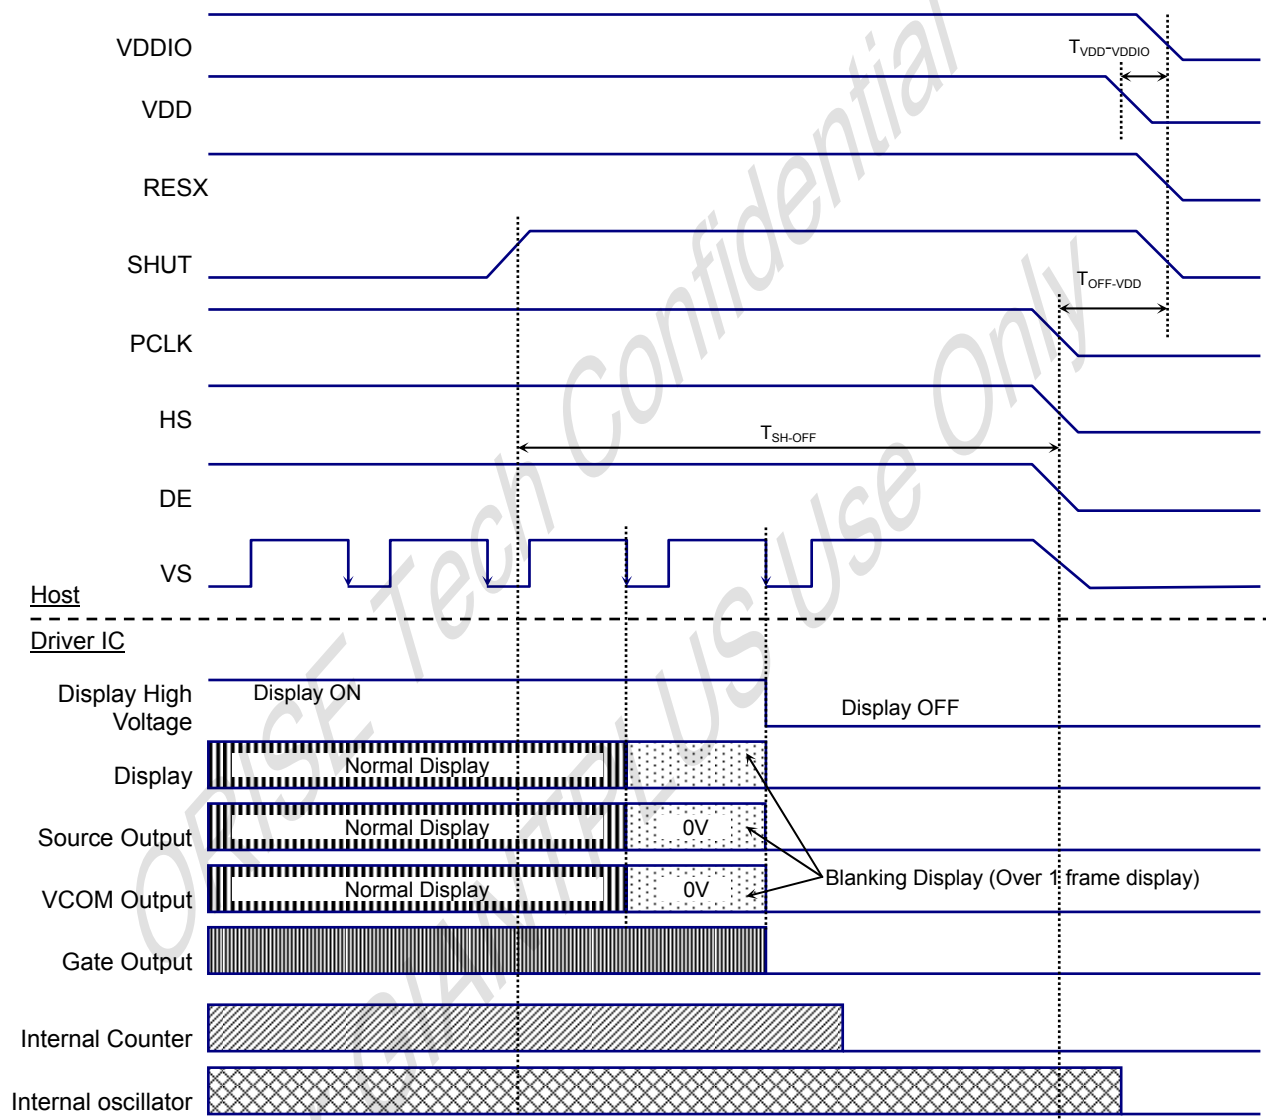 VDDIO
TVDD-VDDIO
VDD
RESX
SHUT
TOFF-VDD
PCLK
HS
TSH-OFF
DE
VS
Host
Driver IC
Display High
Voltage
Display ON
Display OFF
Display
Normal Display
Source Output
Normal Display
0V
VCOM Output
Normal Display
0V
Blanking Display (Over 1 frame display)
Gate Output
Internal Counter
Internal oscillator
ORISE Tech Confidential
GIANTPLUS Use Only